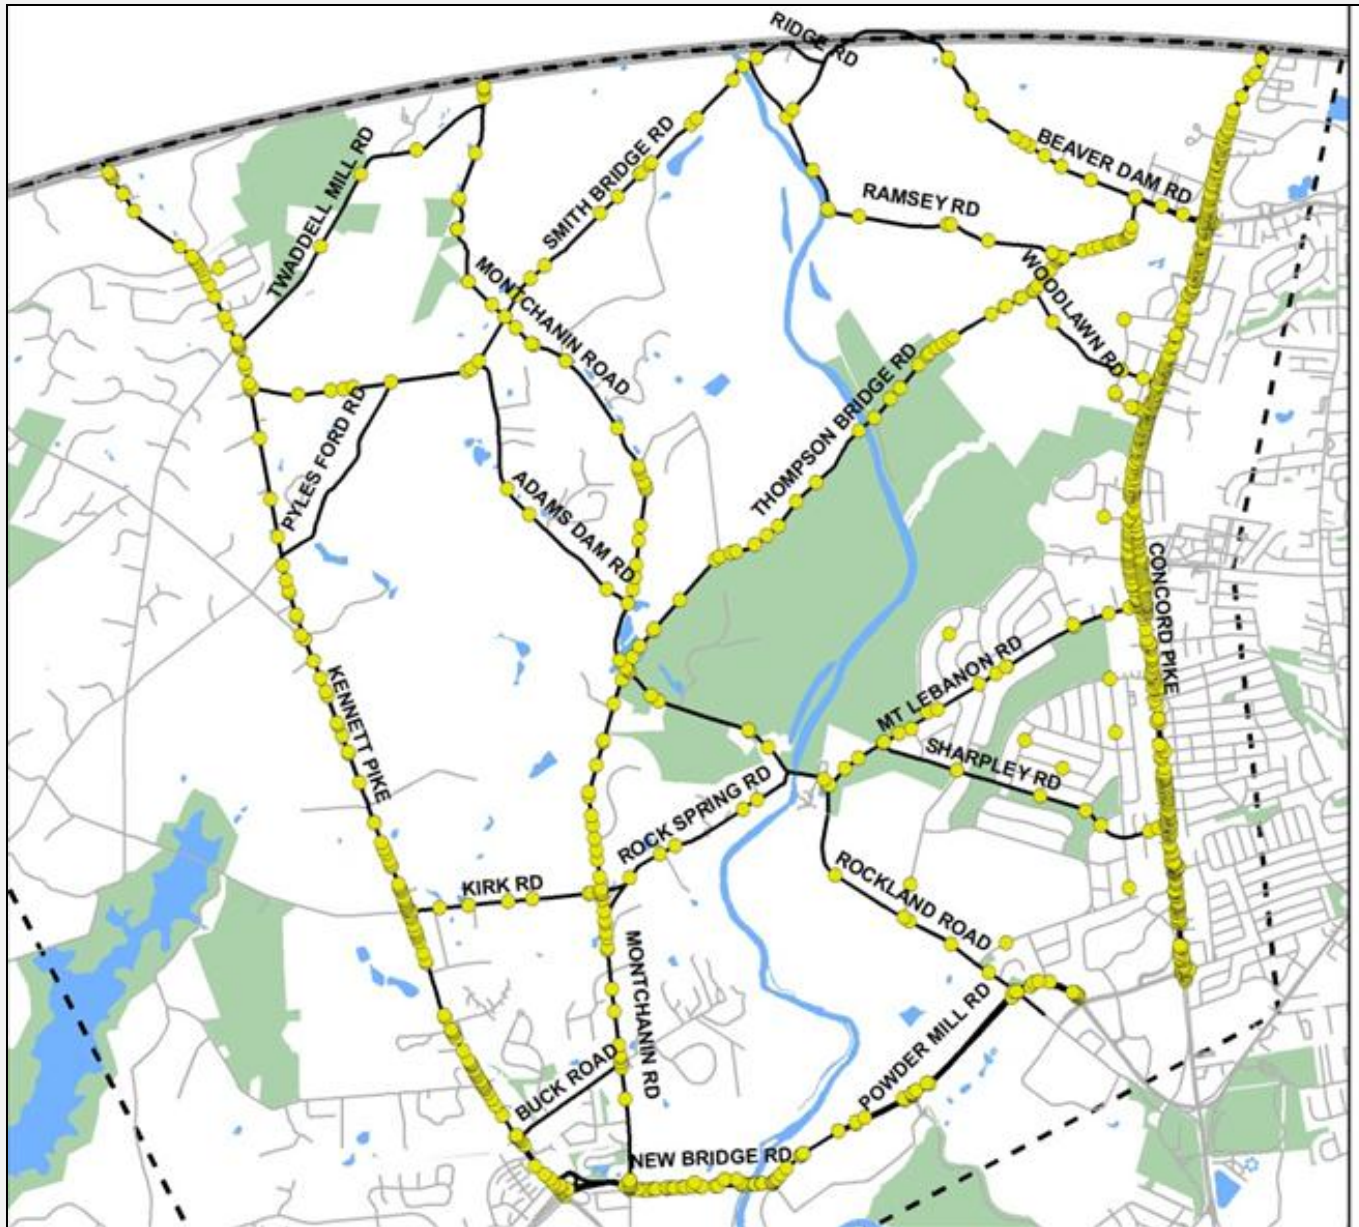 RIDGE RD
BEAVER DAM RD
TWADDELL MILL RD
SMITH BRIDGE RD
RAMSEY RD
MONTCHANIN ROAD
WOODLAWN RD
THOMPSON BRIDGE RD
PYLES FORD RD
ADAMS DAM RD
CONCORD PIKE
KENNETT PIKE
MT LEBANON RD
SHARPLEY RD
ROCK SPRING RD
KIRK RD
ROCKLAND ROAD
MONTCHANIN RD
POWDER MILL RD
BUCK ROAD
NEW BRIDGE RD